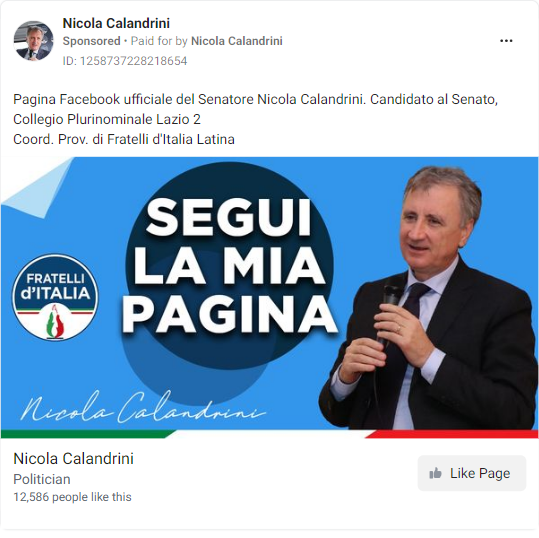 Nicola Calandrini
Sponsored • Paid for by Nicola Calandrini
ID: 1258737228218654
Pagina Facebook ufficiale del Senatore Nicola Calandrini. Candidato al Senato,
Collegio Plurinominale Lazio 2
Coord. Prov. di Fratelli d'Italia Latina
SEGUI
LA MIA
PAGINA
FRATELLI
d'ITALIA
Nicola Calandrini
Nicola Calandrini
Politician
12,586 people like this
Like Page